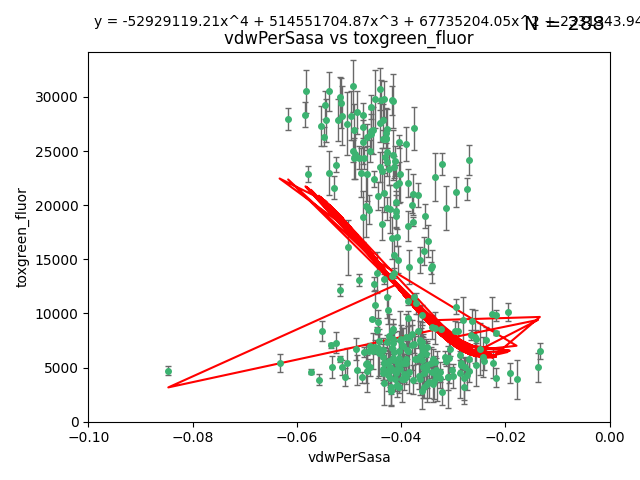 y = -52929119.21x^4 + 514551704.87x^3 + 67735204.05x^2 +
N = 288
vdwPerSasa vs toxgreen_fluor
30000
25000
20000
15000
10000
5000
0
toxgreen_fluor
−0.10 −0.08 −0.06 −0.04 −0.02 0.00
vdwPerSasa